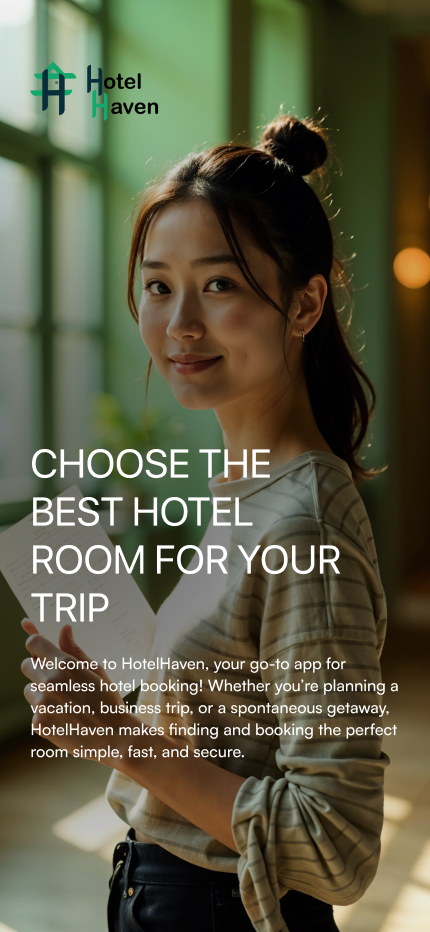 Hotel
Haven
CHOOSE THE
BEST HOTEL
ROOM FOR YOUR
TRIP
Welcome to HotelHaven, your go-to app for
seamless hotel booking! Whether you’re planning a
vacation, business trip, or a spontaneous getaway,
HotelHaven makes finding and booking the perfect
room simple, fast, and secure.